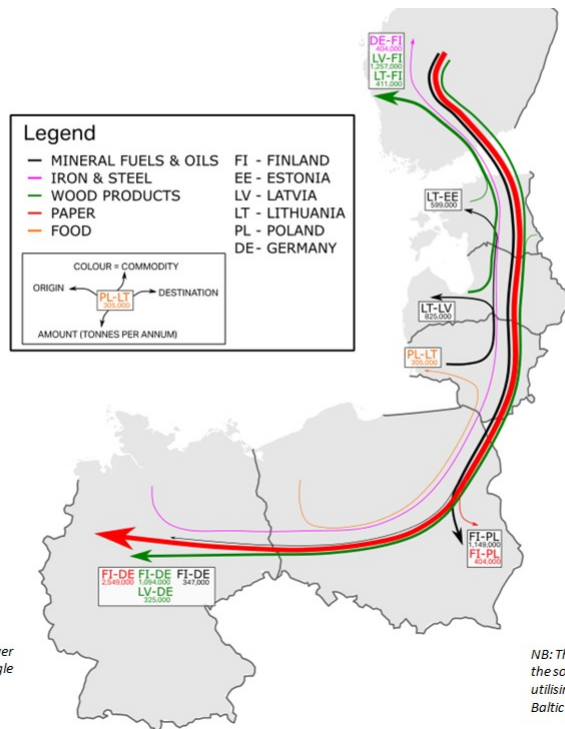 DE-FI
404,000
LV-FI
1,257,000
LT-FI
411,000
Legend
MINERAL FUELS & OILS
IRON & STEEL
WOOD PRODUCTS
PAPER
FOOD
FI - FINLAND
EE - ESTONIA
LV - LATVIA
LT - LITHUANIA
PL - POLAND
DE- GERMANY
COLOUR = COMMODITY
ORIGIN
PL-LT
305,000
DESTINATION
AMOUNT (TONNES PER ANNUM)
LT-EE
599,000
LT-LV
825,000
PL-LT
305,000
FI-PL
1,149,000
FI-PL
404,000
FI-DE FI-DE FI-DE
2,549,000 1,094,000 347,000
LV-DE
325,000
ver
gle
NB: Th
the so
utilisir
Baltic